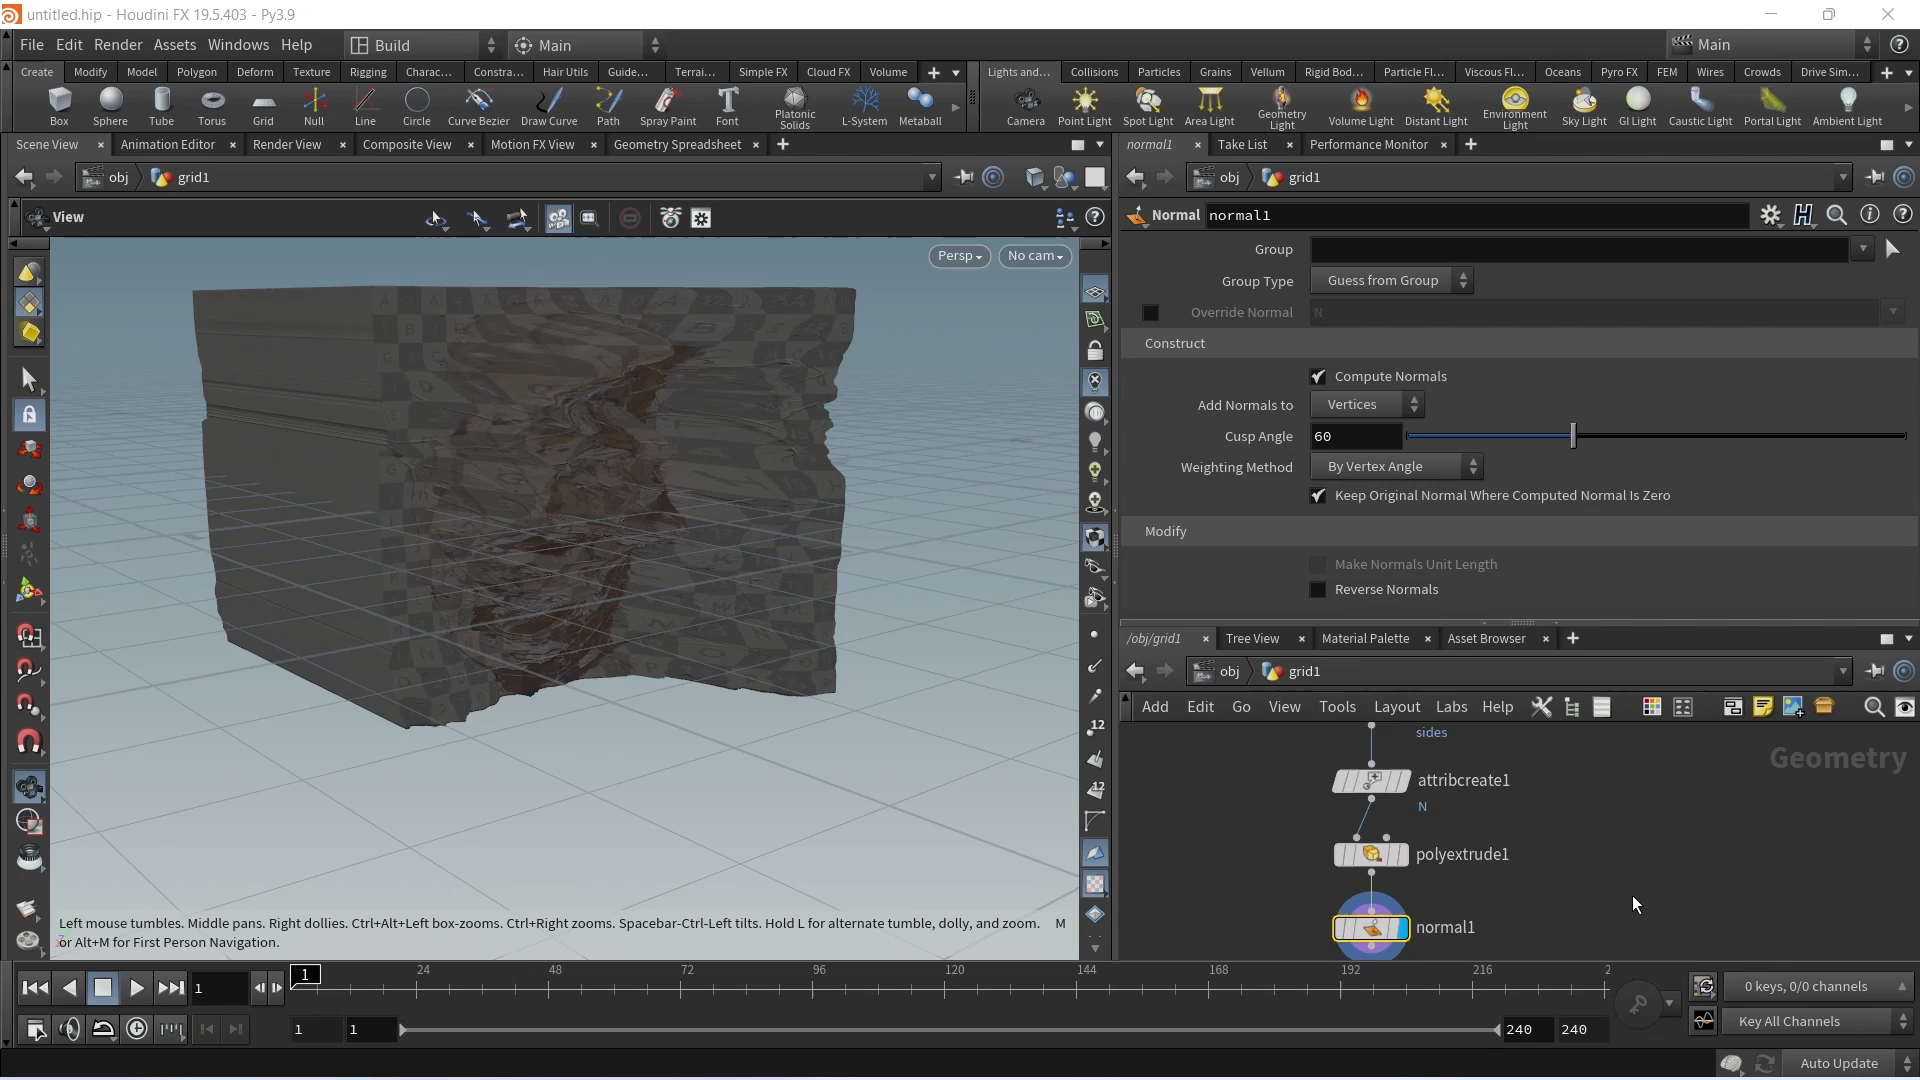 untitled.hip - Houdini FX 19.5.403 - Py3.9
File Edit Render Assets Windows Help Build Main Main
Create Modify Model Polygon Deform Texture Rigging Charac... Constra... Hair Utils Guide... Terrai... Simple FX Cloud FX Volume
Lights and... Collisions Particles Grains Vellum Rigid Bod... Particle Fl... Viscous Fl... Oceans Pyro FX FEM Wires Crowds Drive Sim...
Box Sphere Tube Torus Grid Null Line Circle Curve Bezier Draw Curve Path Spray Paint Font Platonic Solids L-System Metaball
Camera Point Light Spot Light Area Light Geometry Light Volume Light Distant Light Environment Light Sky Light GI Light Caustic Light Portal Light Ambient Light
Scene View Animation Editor Render View Composite View Motion FX View Geometry Spreadsheet
obj grid1
View
Persp No cam
Left mouse tumbles. Middle pans. Right dollies. Ctrl+Alt+Left box-zooms. Ctrl+Right zooms. Spacebar-Ctrl-Left tilts. Hold L for alternate tumble, dolly, and zoom. M
or Alt+M for First Person Navigation.
12
12
normal1 Take List Performance Monitor
obj grid1
Normal normal1
Group
Group Type Guess from Group
Override Normal N
Construct
Compute Normals
Add Normals to Vertices
Cusp Angle 60
Weighting Method By Vertex Angle
Keep Original Normal Where Computed Normal Is Zero
Modify
Make Normals Unit Length
Reverse Normals
/obj/grid1 Tree View Material Palette Asset Browser
obj grid1
Add Edit Go View Tools Layout Labs Help
Geometry
sides
attribcreate1
N
polyextrude1
normal1
1 1 24 48 72 96 120 144 168 192 216 2
0 keys, 0/0 channels
1 1 240 240
Key All Channels
Auto Update